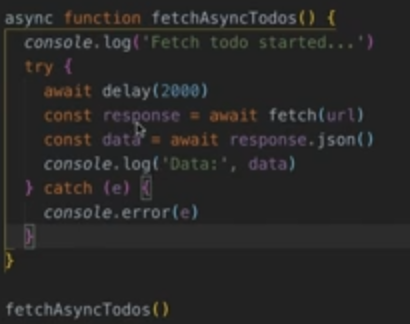 async function fetchAsyncTodos() {
  console.log('Fetch todo started...')
  try {
    await delay(2000)
    const response = await fetch(url)
    const data = await response.json()
    console.log('Data:', data)
  } catch (e) {
    console.error(e)
  }
}
fetchAsyncTodos()